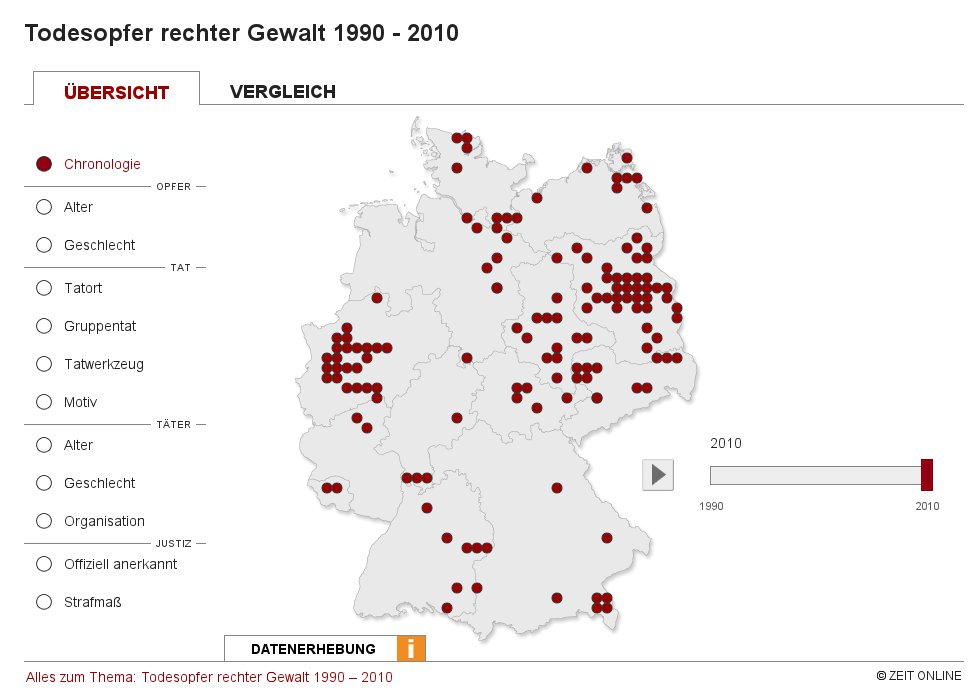 Todesopfer rechter Gewalt 1990 - 2010
ÜBERSICHT
VERGLEICH
Chronologie
OPFER
Alter
Geschlecht
TAT
Tatort
Gruppentat
Tatwerkzeug
Motiv
TÄTER
Alter
Geschlecht
Organisation
JUSTIZ
Offiziell anerkannt
Strafmaß
2010
1990
2010
DATENERHEBUNG i
Alles zum Thema: Todesopfer rechter Gewalt 1990 – 2010
© ZEIT ONLINE